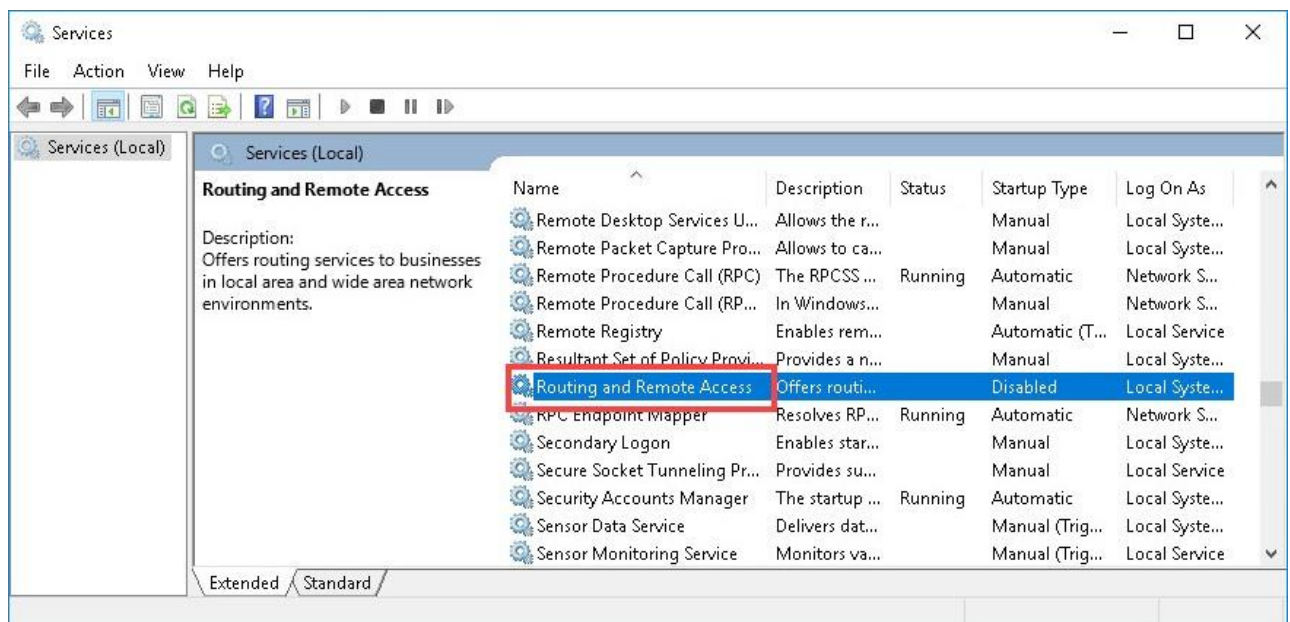 Services
File Action View Help
Services (Local)
Services (Local)
Routing and Remote Access
Description:
Offers routing services to businesses
in local area and wide area network
environments.
Name Description Status Startup Type Log On As
Remote Desktop Services U... Allows the r... Manual Local Syste...
Remote Packet Capture Pro... Allows to ca... Manual Local Syste...
Remote Procedure Call (RPC) The RPCSS ... Running Automatic Network S...
Remote Procedure Call (RP... In Windows... Manual Network S...
Remote Registry Enables rem... Automatic (T... Local Service
Resultant Set of Policy Provi... Provides a n... Manual Local Syste...
Routing and Remote Access Offers routi... Disabled Local Syste...
RPC Endpoint Mapper Resolves RP... Running Automatic Network S...
Secondary Logon Enables star... Manual Local Syste...
Secure Socket Tunneling Pr... Provides su... Manual Local Service
Security Accounts Manager The startup ... Running Automatic Local Syste...
Sensor Data Service Delivers dat... Manual (Trig... Local Syste...
Sensor Monitoring Service Monitors va... Manual (Trig... Local Service
Extended Standard